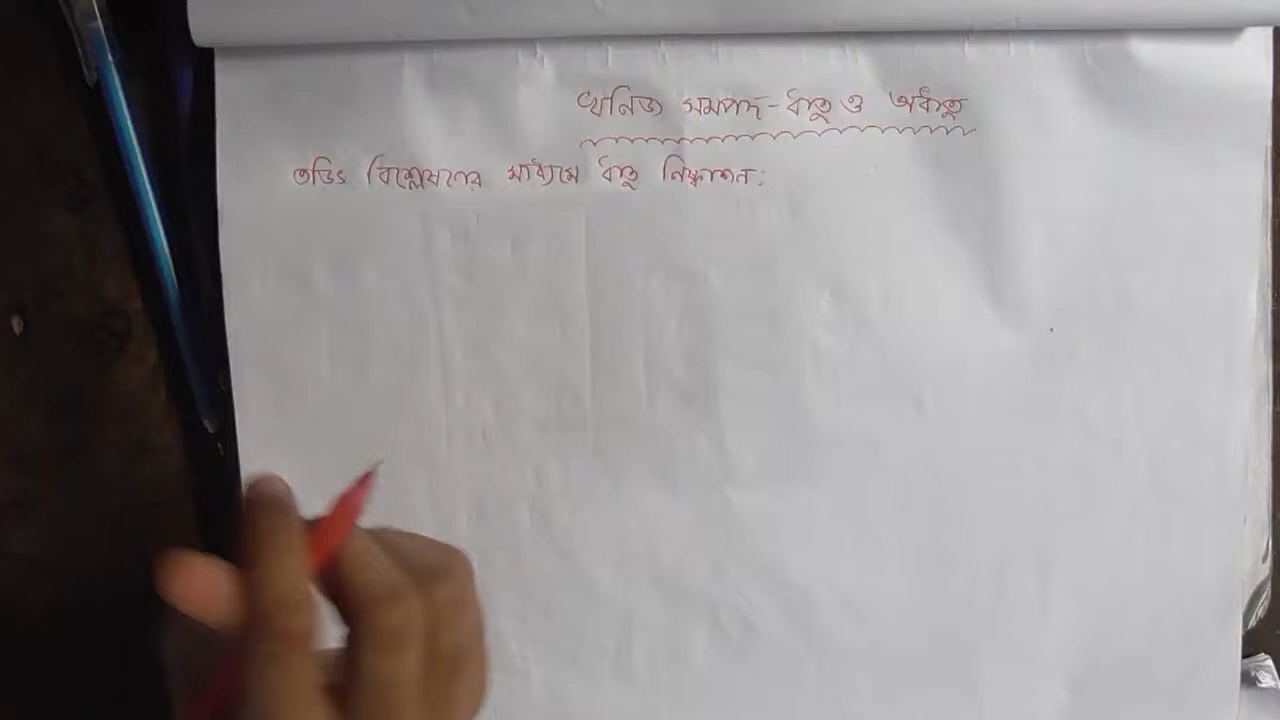 খনিজ সম্পদ - ধাতু ও অধাতু
তড়িৎ বিশ্লেষণের মাধ্যমে ধাতু নিষ্কাশন: